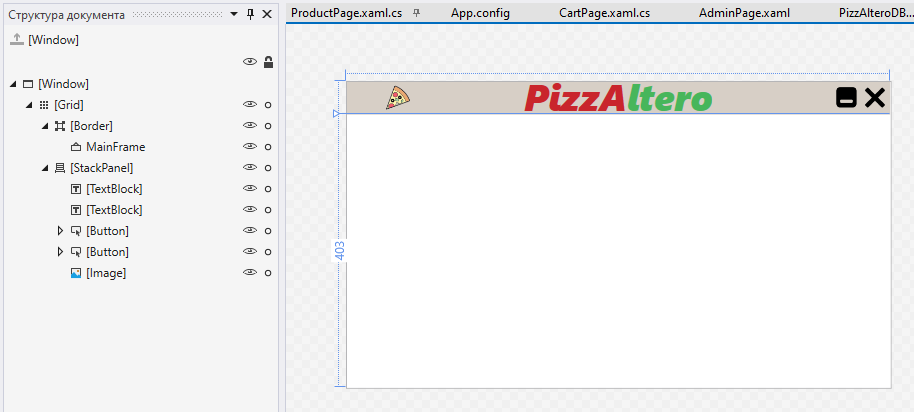 Структура документа
[Window]
[Window]
[Grid]
[Border]
MainFrame
[StackPanel]
[TextBlock]
[TextBlock]
[Button]
[Button]
[Image]
ProductPage.xaml.cs App.config CartPage.xaml.cs AdminPage.xaml PizzAlteroDB...
PizzAltero
403